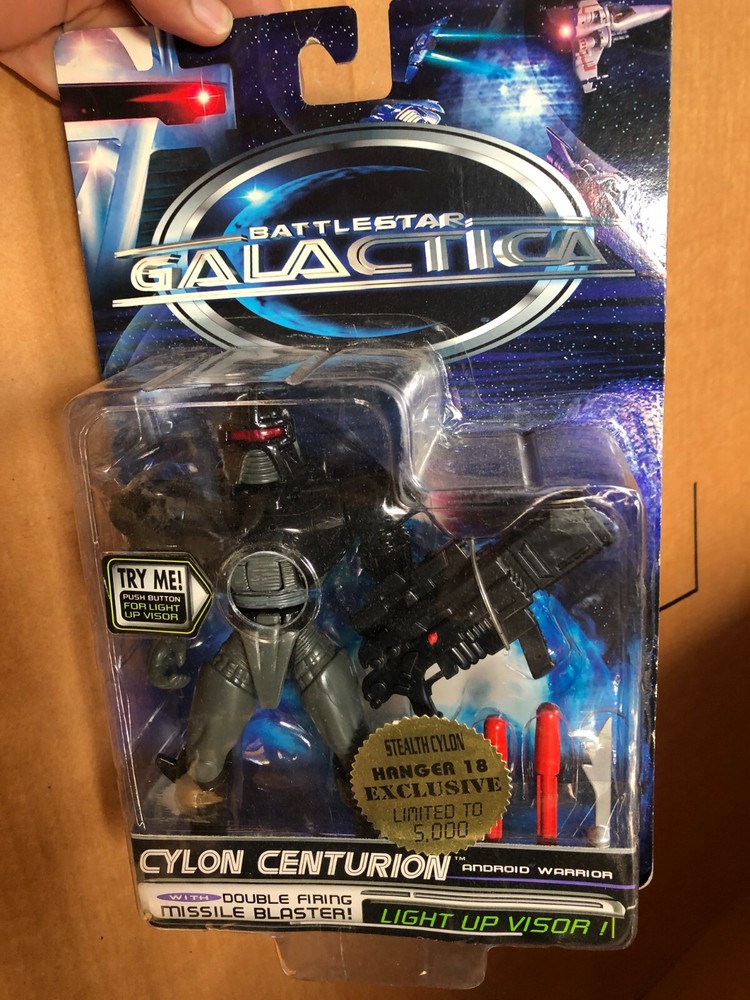 BATTLESTAR
GALACTICA
TRY ME!
PUSH BUTTON
FOR LIGHT
UP VISOR
STEALTH CYLON
HANGER 18
EXCLUSIVE
LIMITED TO
5,000
CYLON CENTURION™ ANDROID WARRIOR
WITH DOUBLE FIRING
MISSILE BLASTER!
LIGHT UP VISOR !